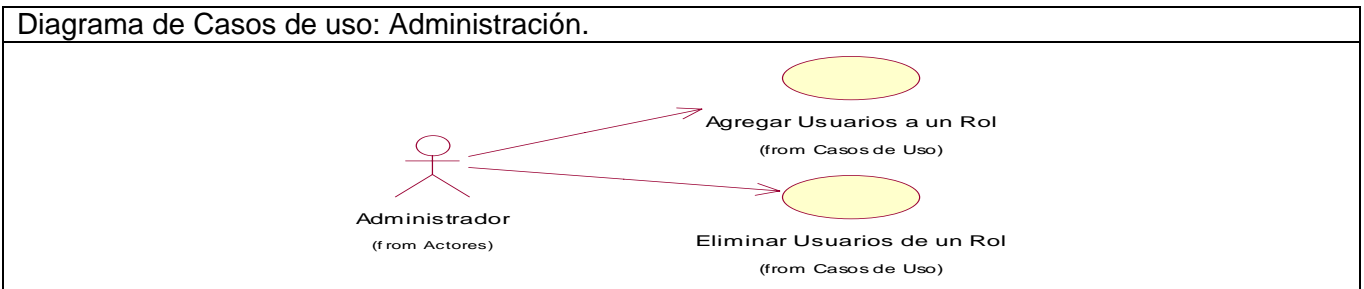 Diagrama de Casos de uso: Administración.
Agregar Usuarios a un Rol
(from Casos de Uso)
Administrador
(from Actores)
Eliminar Usuarios de un Rol
(from Casos de Uso)